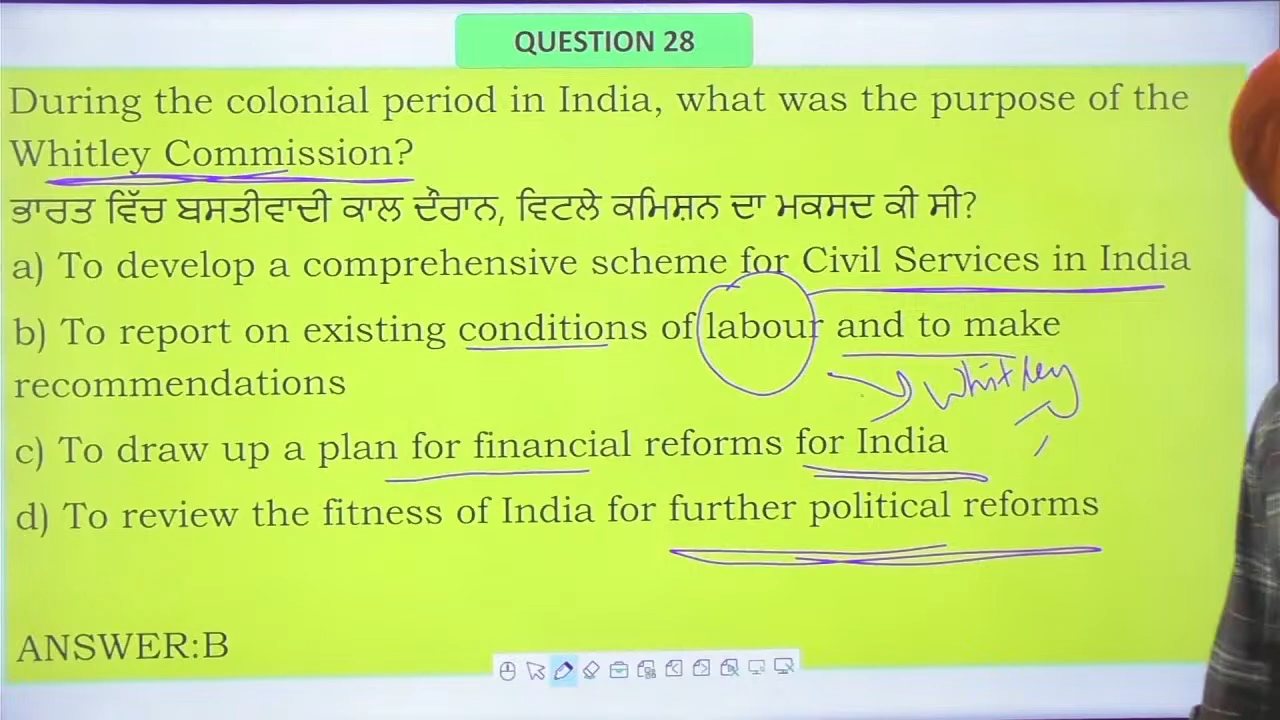 QUESTION 28
During the colonial period in India, what was the purpose of the
Whitley Commission?
ਭਾਰਤ ਵਿੱਚ ਬਸਤੀਵਾਦੀ ਕਾਲ ਦੌਰਾਨ, ਵਿਟਲੇ ਕਮਿਸ਼ਨ ਦਾ ਮਕਸਦ ਕੀ ਸੀ?
a) To develop a comprehensive scheme for Civil Services in India
b) To report on existing conditions of labour and to make
recommendations
Whitley
c) To draw up a plan for financial reforms for India
d) To review the fitness of India for further political reforms
ANSWER:B